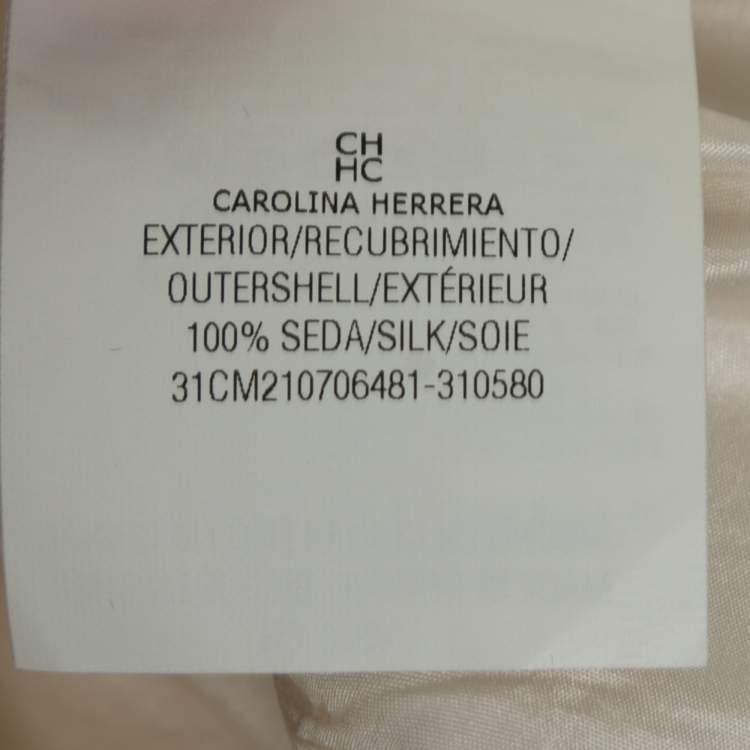 CH
HC
CAROLINA HERRERA
EXTERIOR/RECUBRIMIENTO/
OUTERSHELL/EXTÉRIEUR
100% SEDA/SILK/SOIE
31CM210706481-310580